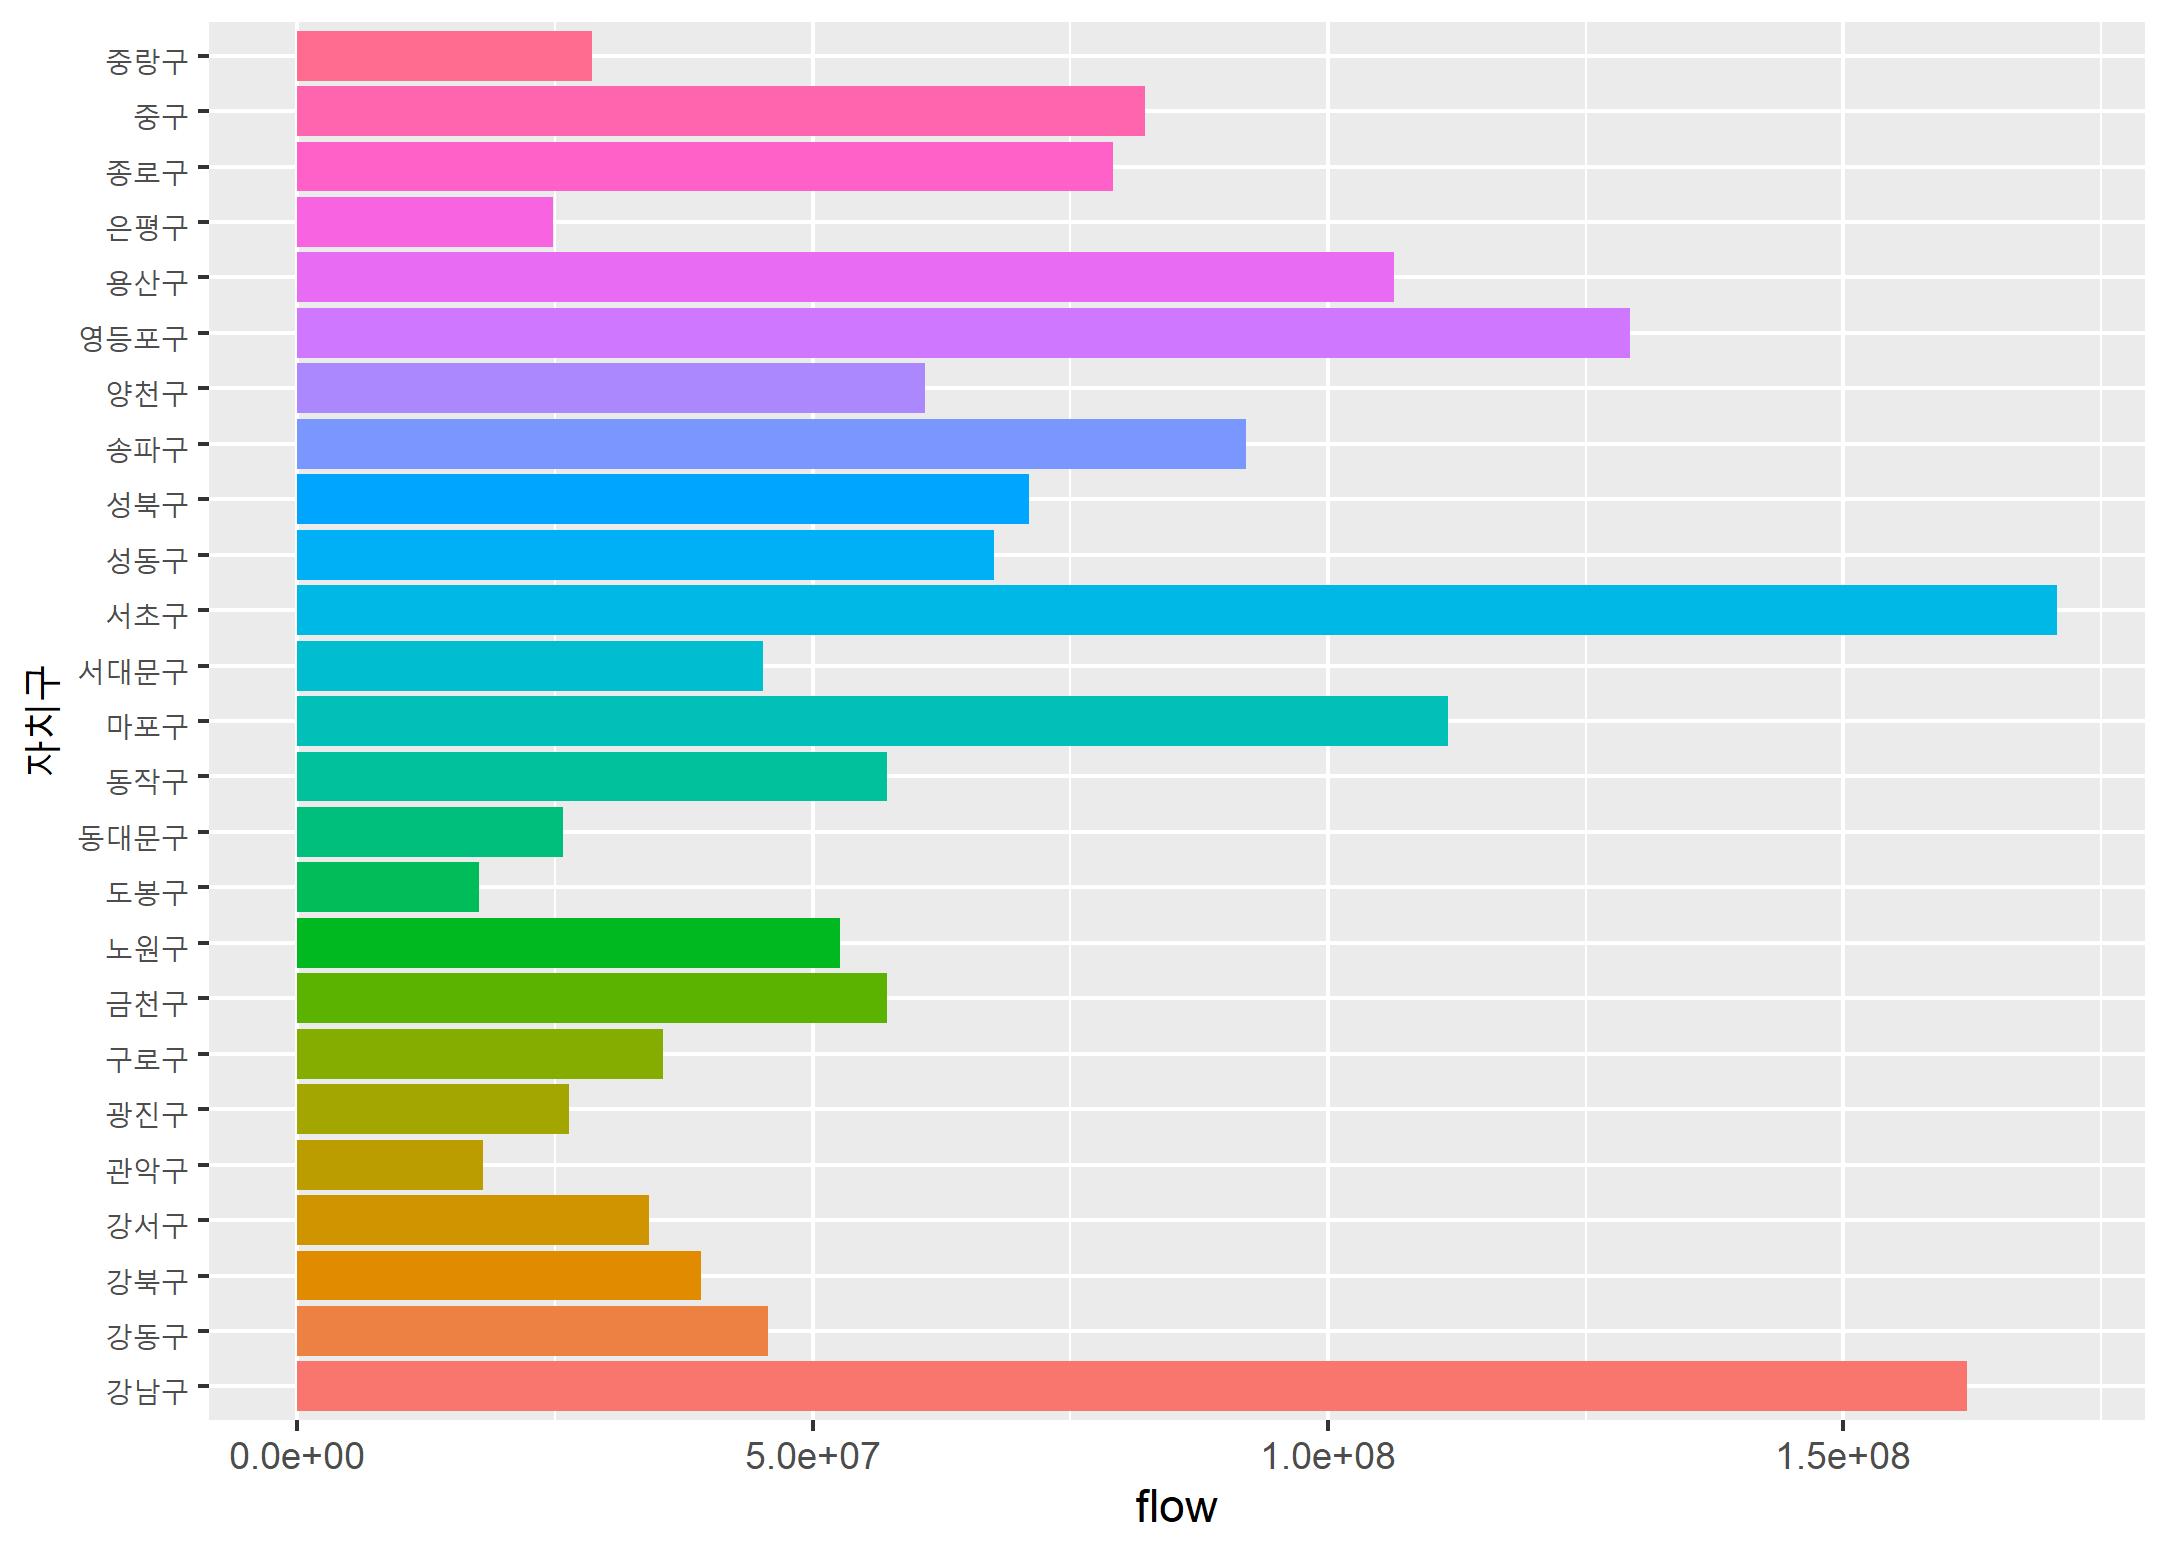 중랑구
중구
종로구
은평구
용산구
영등포구
양천구
송파구
성북구
성동구
서초구
서대문구
마포구
동작구
동대문구
도봉구
노원구
금천구
구로구
광진구
관악구
강서구
강북구
강동구
강남구
자치구
0.0e+00 5.0e+07 1.0e+08 1.5e+08
flow